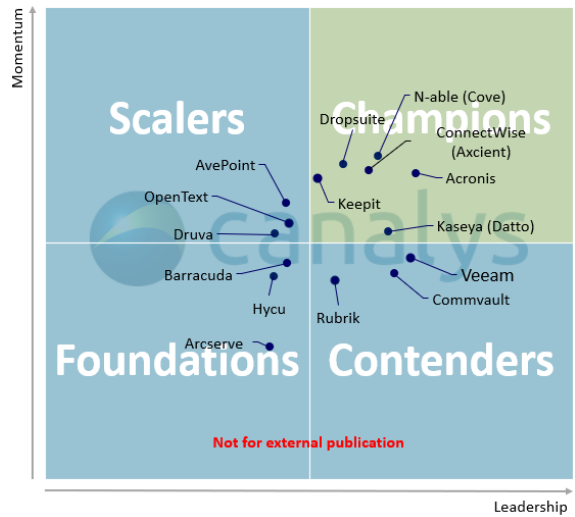 Momentum
Scalers
Champions
N-able (Cove)
Dropsuite
ConnectWise
(Axcient)
AvePoint
Acronis
OpenText
Keepit
Druva
Kaseya (Datto)
canalys
Barracuda
Veeam
Hycu
Commvault
Rubrik
Arcserve
Foundations
Contenders
Not for external publication
Leadership